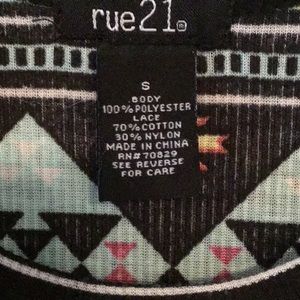 rue21®
S
BODY
100%POLYESTER
LACE
70%COTTON
30%NYLON
MADE IN CHINA
RN#70829
SEE REVERSE
FOR CARE